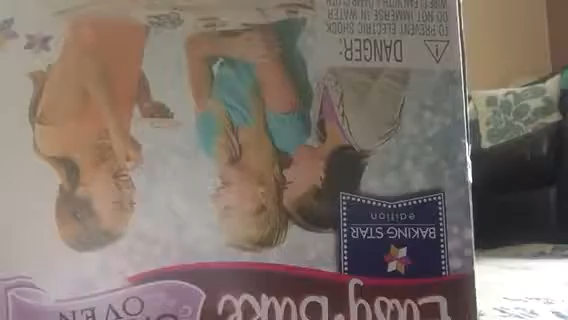 Easy-Bake
OVEN
BAKING STAR
edition
DANGER:
TO PREVENT ELECTRIC SHOCK
DO NOT IMMERSE IN WATER